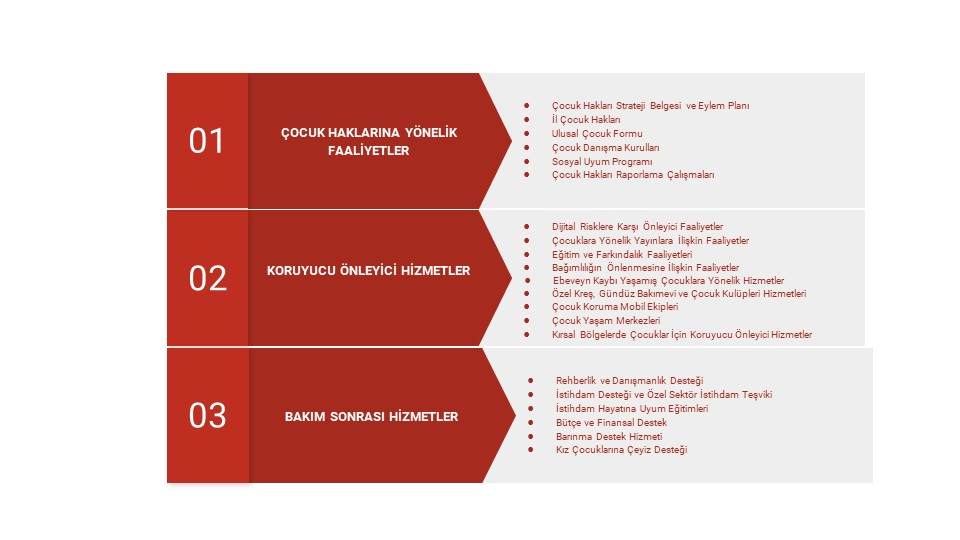 01
ÇOCUK HAKLARINA YÖNELİK
FAALİYETLER
● Çocuk Hakları Strateji Belgesi ve Eylem Planı
● İl Çocuk Hakları
● Ulusal Çocuk Formu
● Çocuk Danışma Kurulları
● Sosyal Uyum Programı
● Çocuk Hakları Raporlama Çalışmaları
02
KORUYUCU ÖNLEYİCİ HİZMETLER
● Dijital Risklere Karşı Önleyici Faaliyetler
● Çocuklara Yönelik Yayınlara İlişkin Faaliyetler
● Eğitim ve Farkındalık Faaliyetleri
● Bağımlılığın Önlenmesine İlişkin Faaliyetler
● Ebeveyn Kaybı Yaşamış Çocuklara Yönelik Hizmetler
● Özel Kreş, Gündüz Bakımevi ve Çocuk Kulüpleri Hizmetleri
● Çocuk Koruma Mobil Ekipleri
● Çocuk Yaşam Merkezleri
● Kırsal Bölgelerde Çocuklar İçin Koruyucu Önleyici Hizmetler
03
BAKIM SONRASI HİZMETLER
● Rehberlik ve Danışmanlık Desteği
● İstihdam Desteği ve Özel Sektör İstihdam Teşviki
● İstihdam Hayatına Uyum Eğitimleri
● Bütçe ve Finansal Destek
● Barınma Destek Hizmeti
● Kız Çocuklarına Çeyiz Desteği